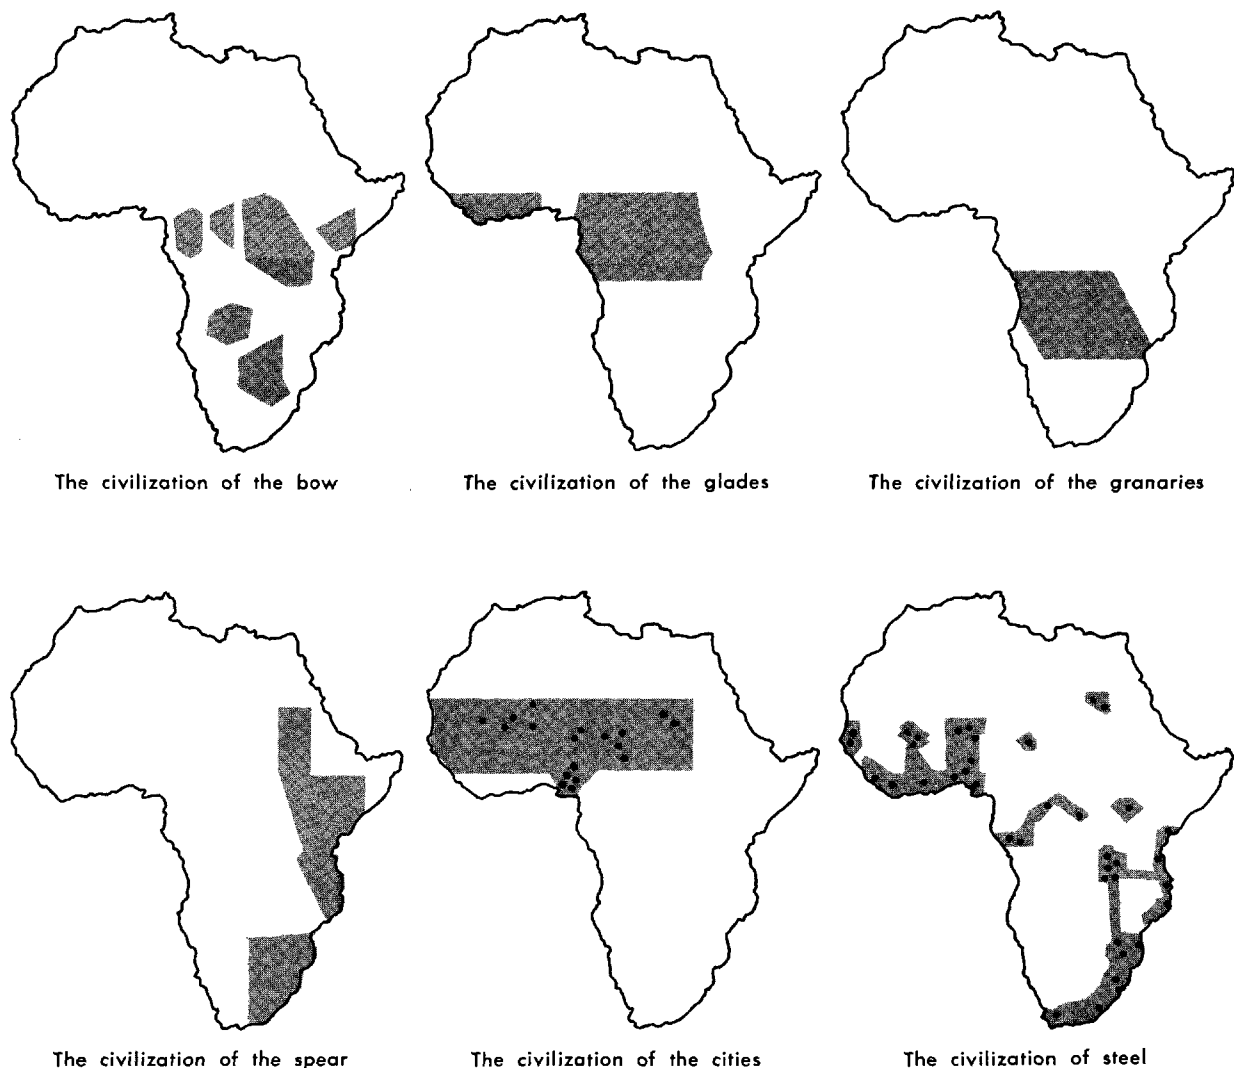 The civilization of the bow
The civilization of the glades
The civilization of the granaries
The civilization of the spear
The civilization of the cities
The civilization of steel